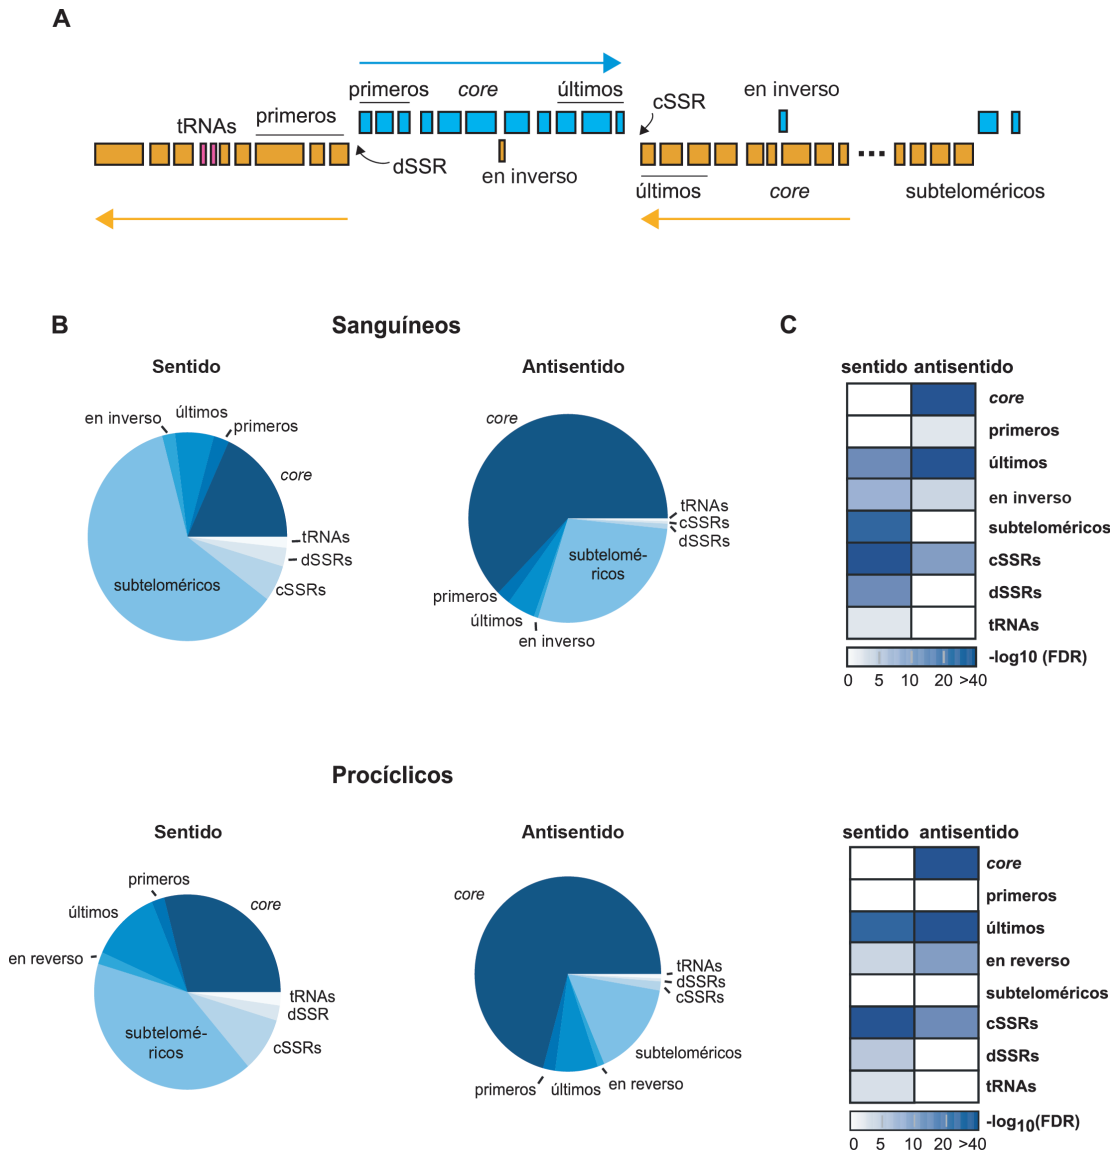 A
primeros
core
últimos
cSSR
en inverso
tRNAs
primeros
dSSR
en inverso
últimos
core
subteloméricos
B
Sanguíneos
C
Sentido
Antisentido
en inverso
últimos
primeros
core
tRNAs
dSSRs
cSSRs
subteloméricos
core
tRNAs
cSSRs
dSSRs
subtelomé-
ricos
primeros
últimos
en inverso
sentido antisentido
core
primeros
últimos
en inverso
subteloméricos
cSSRs
dSSRs
tRNAs
-log10 (FDR)
0 5 10 20 >40
Procíclicos
Sentido
Antisentido
primeros
core
últimos
en reverso
tRNAs
dSSR
cSSRs
subtelomé-
ricos
core
tRNAs
dSSRs
cSSRs
subteloméricos
en reverso
últimos
primeros
sentido antisentido
core
primeros
últimos
en reverso
subteloméricos
cSSRs
dSSRs
tRNAs
-log10(FDR)
0 5 10 20 >40